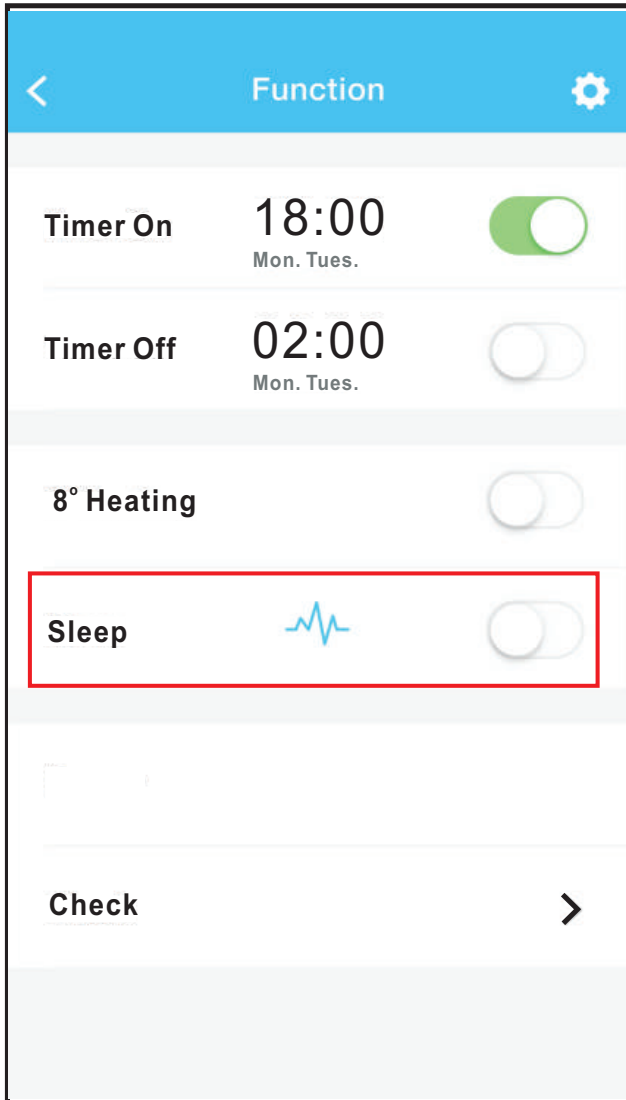 Function
Timer On 18:00
Mon. Tues.
Timer Off 02:00
Mon. Tues.
8° Heating
Sleep
Check